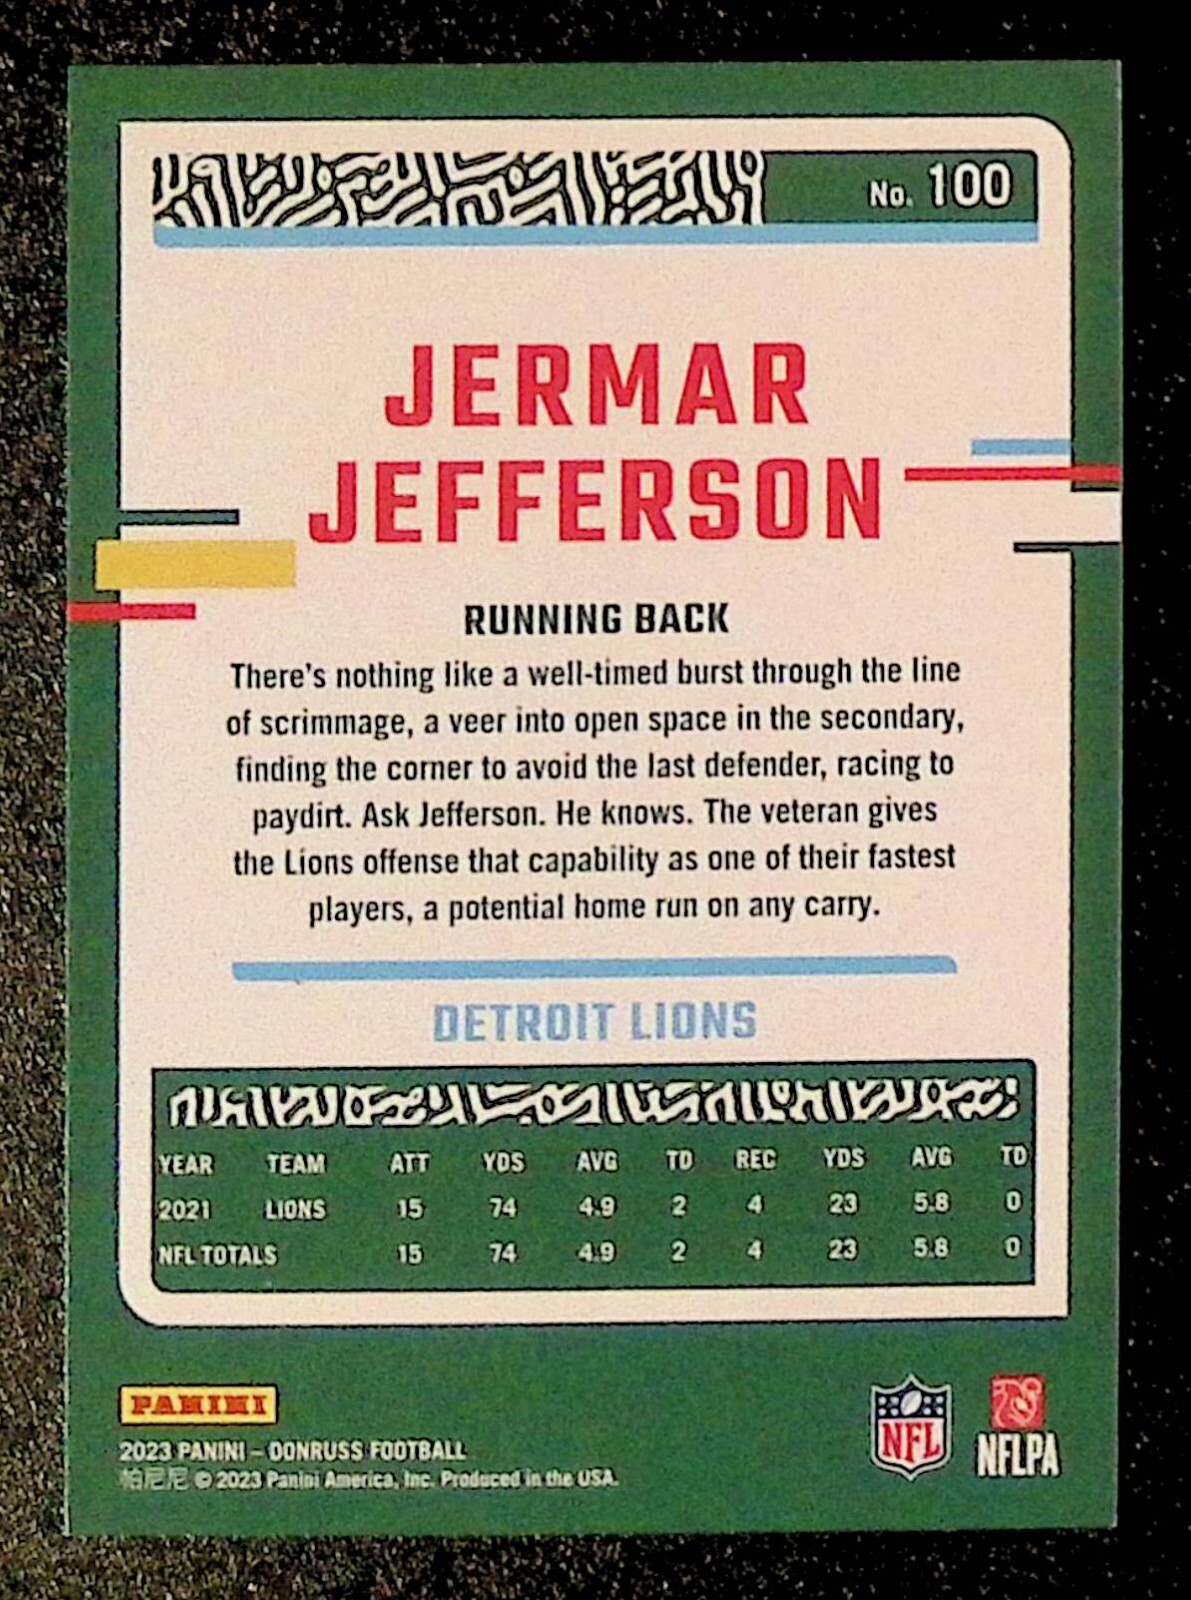 No. 100
JERMAR
JEFFERSON
RUNNING BACK
There's nothing like a well-timed burst through the line
of scrimmage, a veer into open space in the secondary,
finding the corner to avoid the last defender, racing to
paydirt. Ask Jefferson. He knows. The veteran gives
the Lions offense that capability as one of their fastest
players, a potential home run on any carry.
DETROIT LIONS
YEAR TEAM ATT YDS AVG TD REC YDS AVG TD
2021 LIONS 15 74 4.9 2 4 23 5.8 0
NFL TOTALS 15 74 4.9 2 4 23 5.8 0
PANINI
2023 PANINI – DONRUSS FOOTBALL
帕尼尼 © 2023 Panini America, Inc. Produced in the USA.
NFL
NFLPA